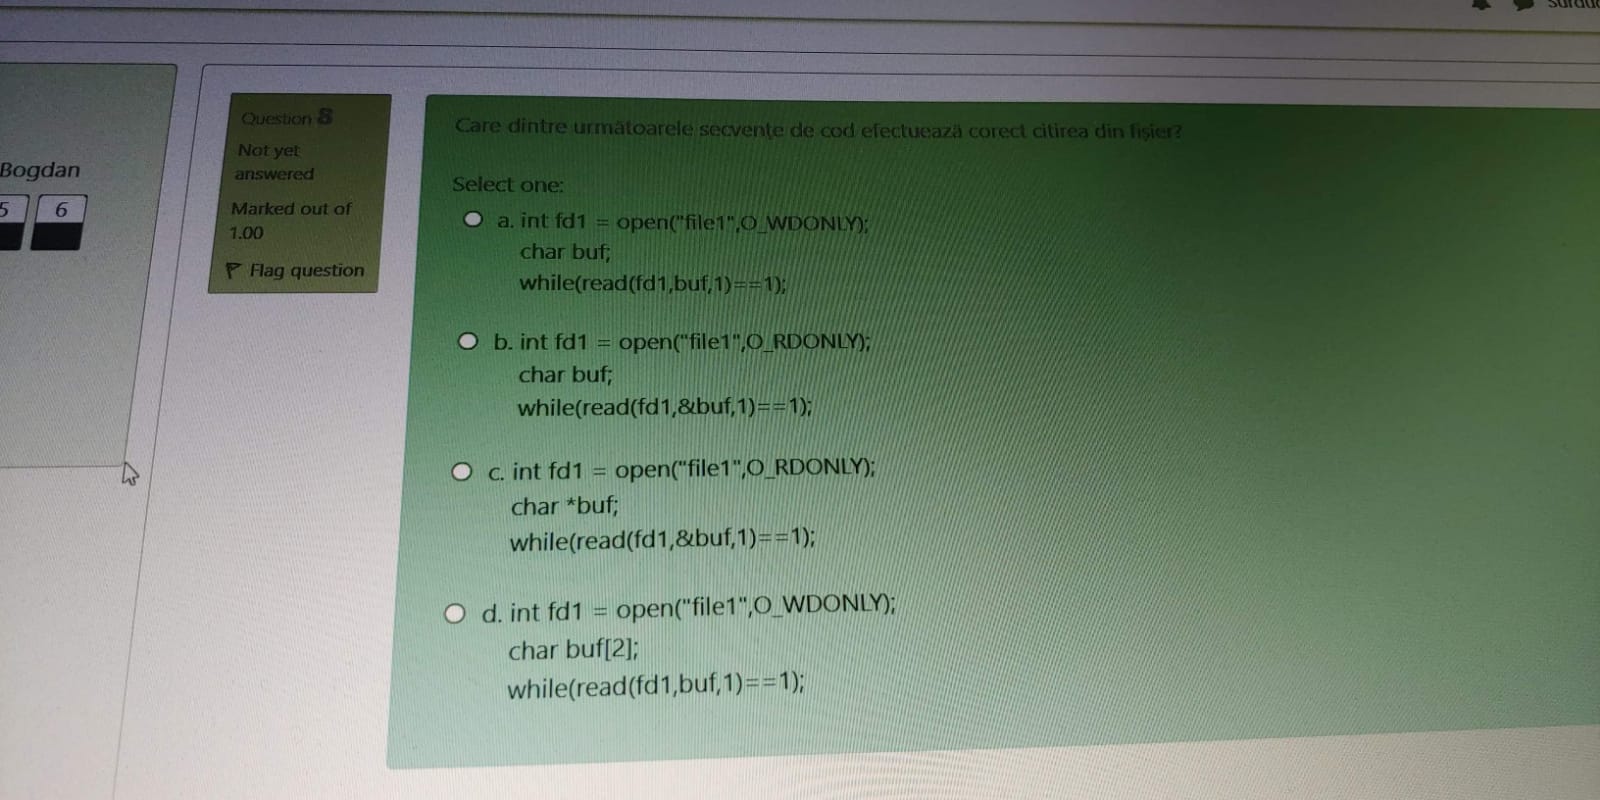 Bogdan
5
6
Question 8
Not yet
answered
Marked out of
1.00
Flag question
Care dintre următoarele secvențe de cod efectuează corect citirea din fișier?
Select one:
a. int fd1 = open("file1",O_WDONLY);
char buf;
while(read(fd1,buf,1)==1);
b. int fd1 = open("file1",O_RDONLY);
char buf;
while(read(fd1,&buf,1)==1);
c. int fd1 = open("file1",O_RDONLY);
char *buf;
while(read(fd1,&buf,1)==1);
d. int fd1 = open("file1",O_WDONLY);
char buf[2];
while(read(fd1,buf,1)==1);